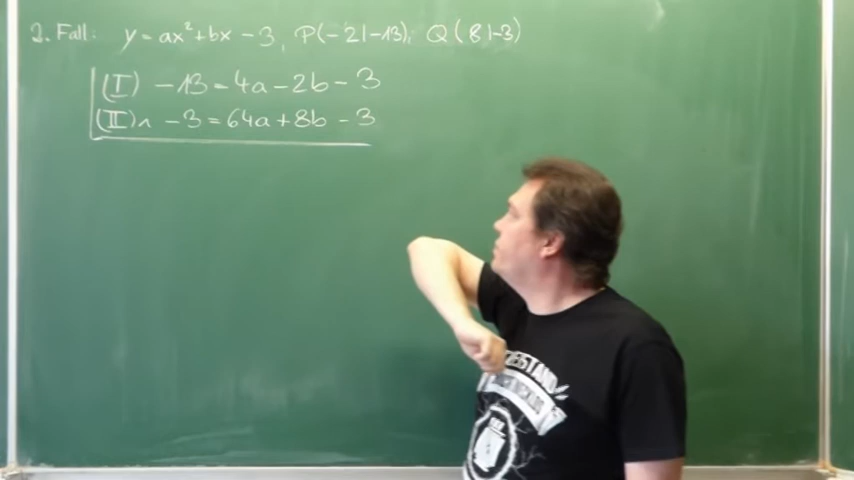 2. Fall: y = ax² + bx - 3, P(-2|-13); Q(8|-3)
(I) -13 = 4a - 2b - 3
(II) ∧ -3 = 64a + 8b - 3